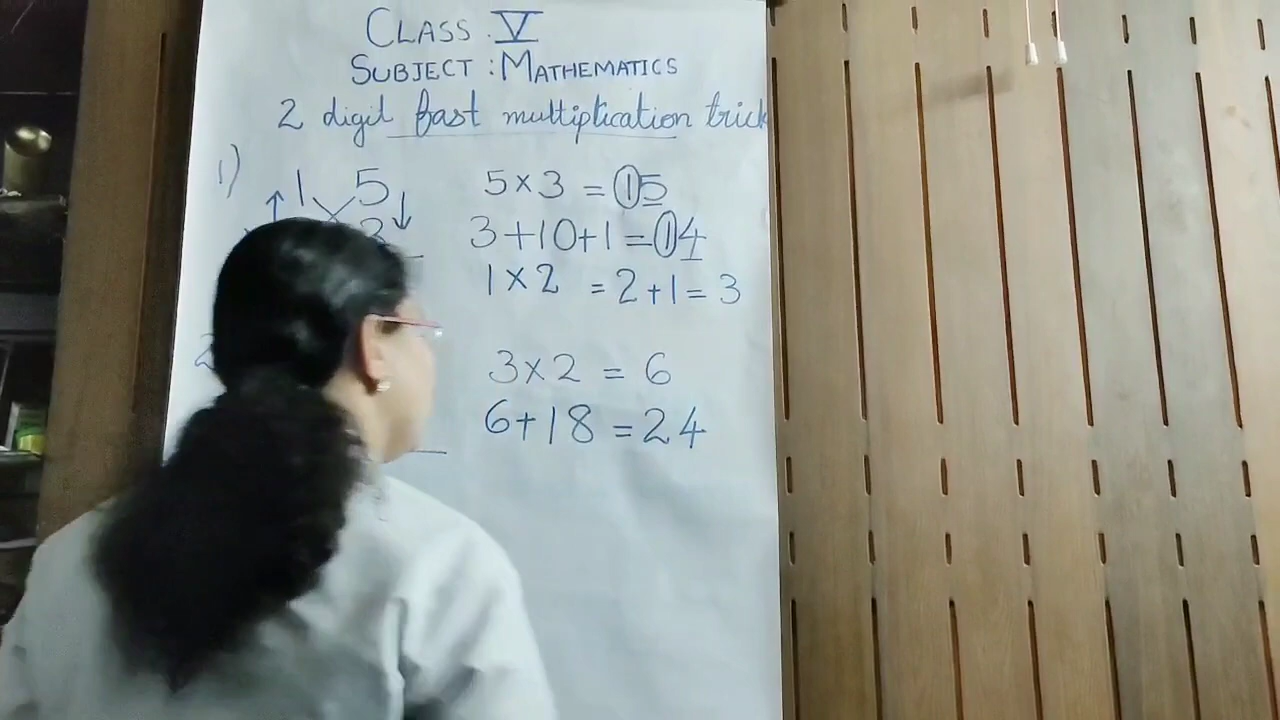 CLASS . V
SUBJECT : MATHEMATICS
2 digit fast multiplication trick
1) 1 5
5×3 = 15
3+10+1=14
1×2 = 2+1= 3
3×2 = 6
6+18 =24